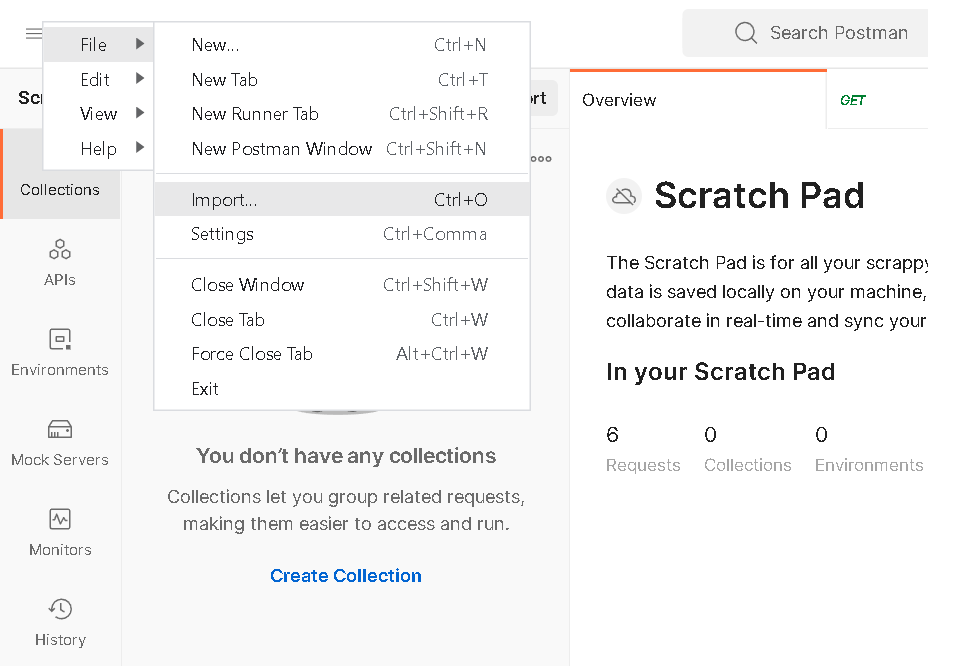 Search Postman
File
Edit
View
Help
New... Ctrl+N
New Tab Ctrl+T
New Runner Tab Ctrl+Shift+R
New Postman Window Ctrl+Shift+N
Import... Ctrl+O
Settings Ctrl+Comma
Close Window Ctrl+Shift+W
Close Tab Ctrl+W
Force Close Tab Alt+Ctrl+W
Exit
Collections
APIs
Environments
Mock Servers
Monitors
History
You don't have any collections
Collections let you group related requests,
making them easier to access and run.
Create Collection
Overview
GET
Scratch Pad
The Scratch Pad is for all your scrappy
data is saved locally on your machine,
collaborate in real-time and sync your
In your Scratch Pad
6 0 0
Requests Collections Environments